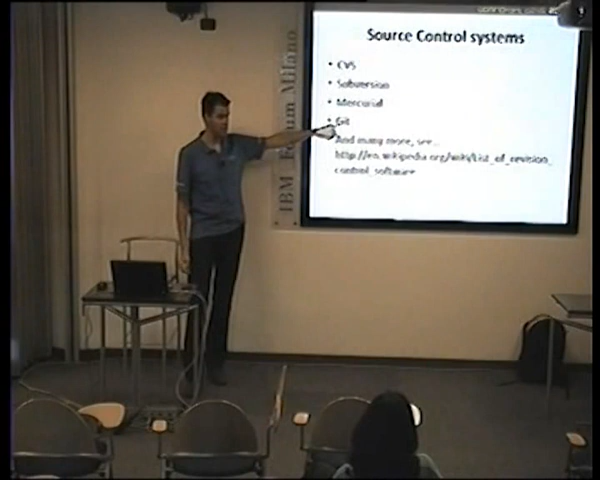 Source Control systems
• CVS
• Subversion
• Mercurial
• Git
And many more, see...
http://en.wikipedia.org/wiki/List_of_revision_
control_software
IBM Forum Milano